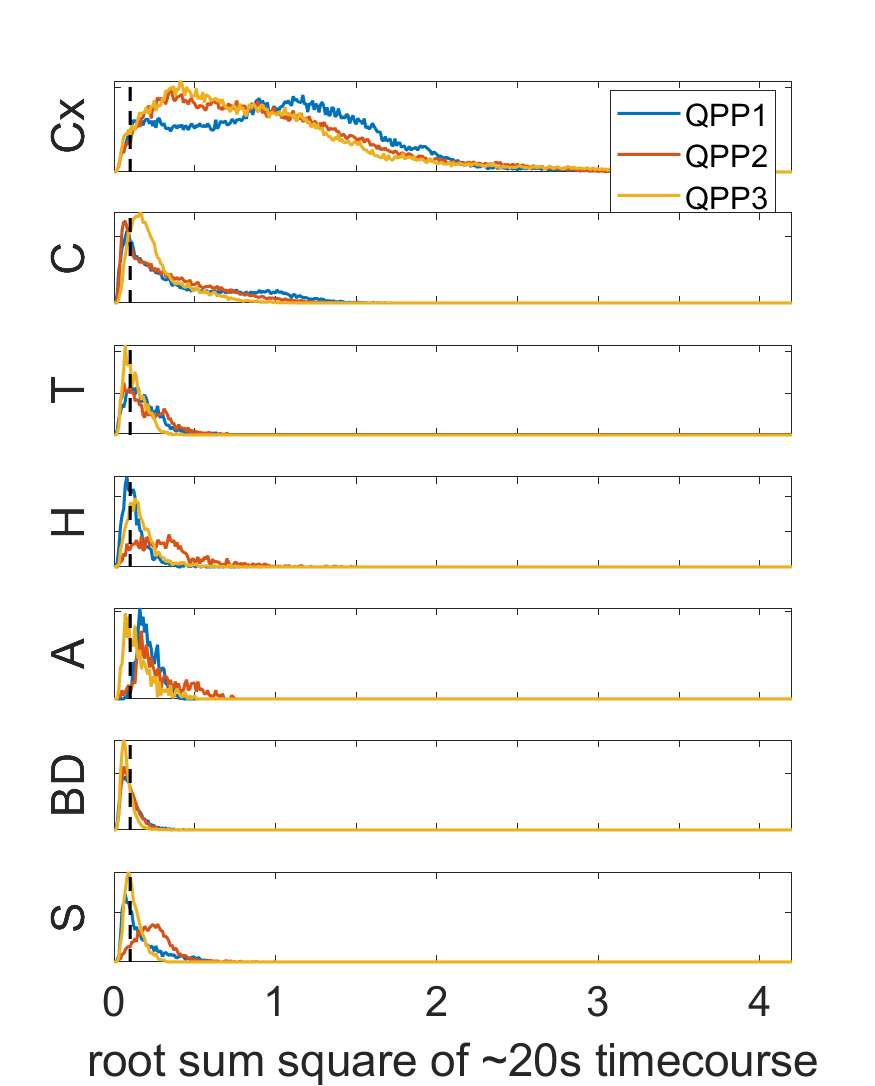 Cx
QPP1
QPP2
QPP3
C
T
H
A
BD
S
0 1 2 3 4
root sum square of ~20s timecourse